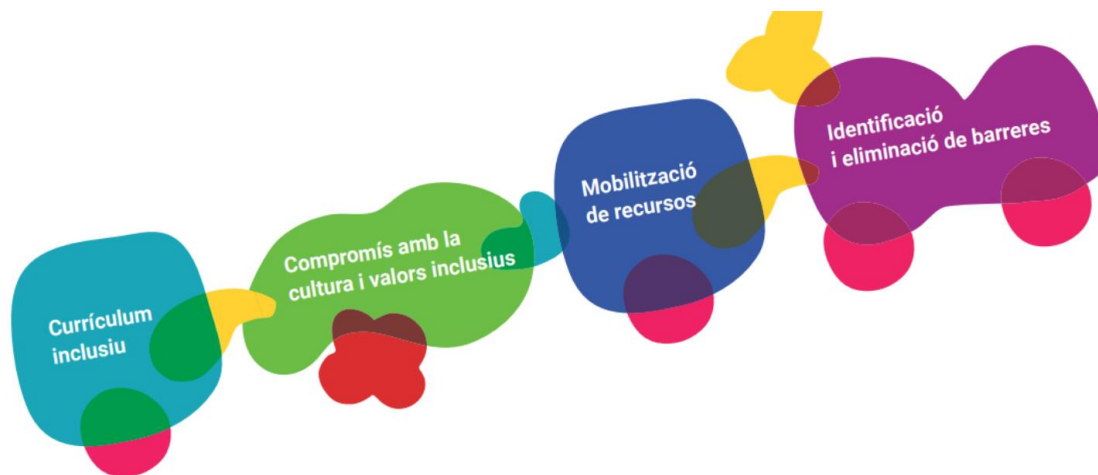 Currículum
inclusiu
Compromís amb la
cultura i valors inclusius
Mobilització
de recursos
Identificació
i eliminació de barreres